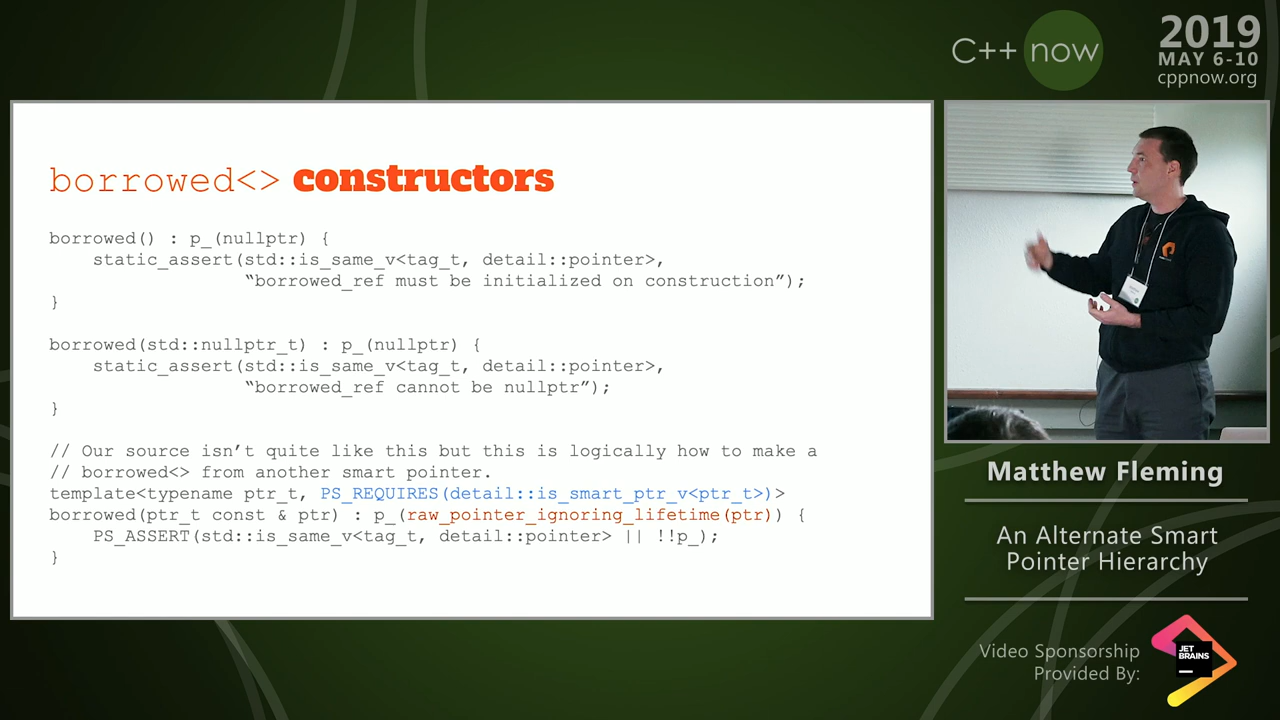 C++ now
2019
MAY 6-10
cppnow.org
borrowed<> constructors
borrowed() : p_(nullptr) {
    static_assert(std::is_same_v<tag_t, detail::pointer>,
                  “borrowed_ref must be initialized on construction”);
}
borrowed(std::nullptr_t) : p_(nullptr) {
    static_assert(std::is_same_v<tag_t, detail::pointer>,
                  “borrowed_ref cannot be nullptr”);
}
// Our source isn’t quite like this but this is logically how to make a
// borrowed<> from another smart pointer.
template<typename ptr_t, PS_REQUIRES(detail::is_smart_ptr_v<ptr_t>)>
borrowed(ptr_t const & ptr) : p_(raw_pointer_ignoring_lifetime(ptr)) {
    PS_ASSERT(std::is_same_v<tag_t, detail::pointer> || !!p_);
}
Matthew Fleming
An Alternate Smart
Pointer Hierarchy
Video Sponsorship
Provided By:
JET
BRAINS